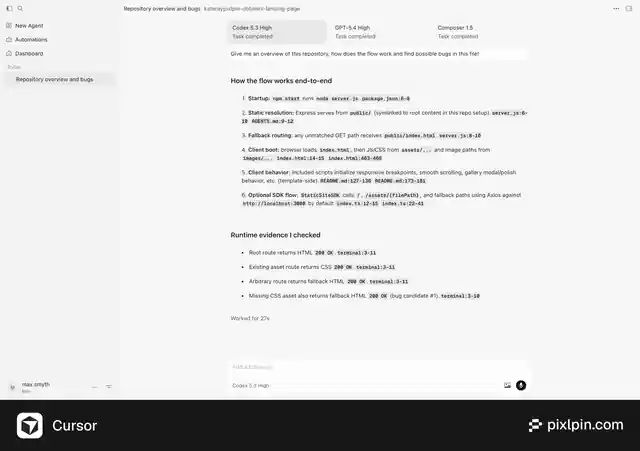 Repository overview and bugs
New Agent
Automations
Dashboard
Repository overview and bugs
Codex 5.3 High
Task completed
GPT-5.4 High
Task completed
Composer 1.5
Task completed
Give me an overview of this repository, how does the flow work and find possible bugs in this file!
How the flow works end-to-end
1. Startup: npm start runs node server.js package.json:6-8
2. Static resolution: Express serves from public/ (symlinked to root content in this repo setup). server.js:6-
10 AGENTS.md:9-12
3. Fallback routing: any unmatched GET path receives public/index.html server.js:8-10
4. Client boot: browser loads index.html, then JS/CSS from assets/... and image paths from
images/... index.html:14-15 index.html:463-466
5. Client behavior: Included scripts initialize responsive breakpoints, smooth scrolling, gallery modal/polish
behavior, etc. (template-side). README.md:127-136 README.md:173-181
6. Optional SDK flow: StaticSiteSDK calls /, /assets/{filePath}, and fallback paths using Axios against
http://localhost:3000 by default index.ts:12-15 index.ts:22-41
Runtime evidence I checked
• Root route returns HTML 200 OK. terminal:3-11
• Existing asset route returns CSS 200 OK. terminal:3-11
• Arbitrary route returns fallback HTML 200 OK. terminal:3-11
• Missing CSS asset also returns fallback HTML 200 OK (bug candidate #1). terminal:3-10
Worked for 27s
Add a follow-up
Codex 5.3 High
max smyth
Cursor
pixlpin.com